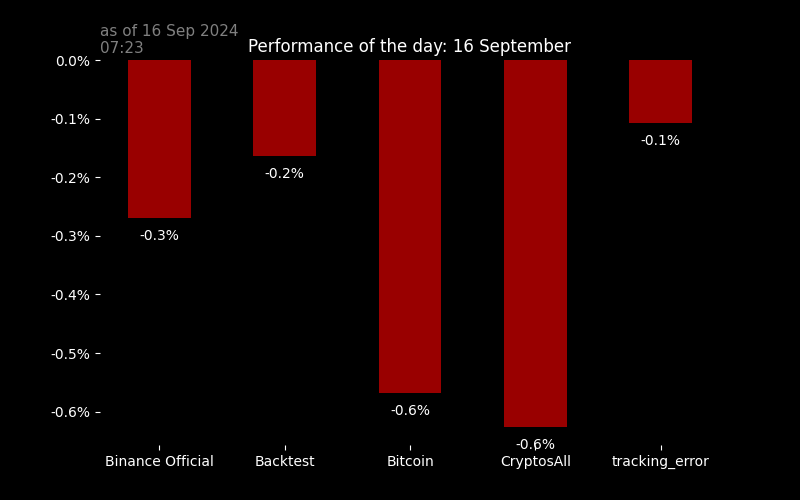 as of 16 Sep 2024
07:23
Performance of the day: 16 September
0.0%
-0.1%
-0.2%
-0.3%
-0.4%
-0.5%
-0.6%
-0.3%
-0.2%
-0.6%
-0.6%
-0.1%
Binance Official
Backtest
Bitcoin
CryptosAll
tracking_error